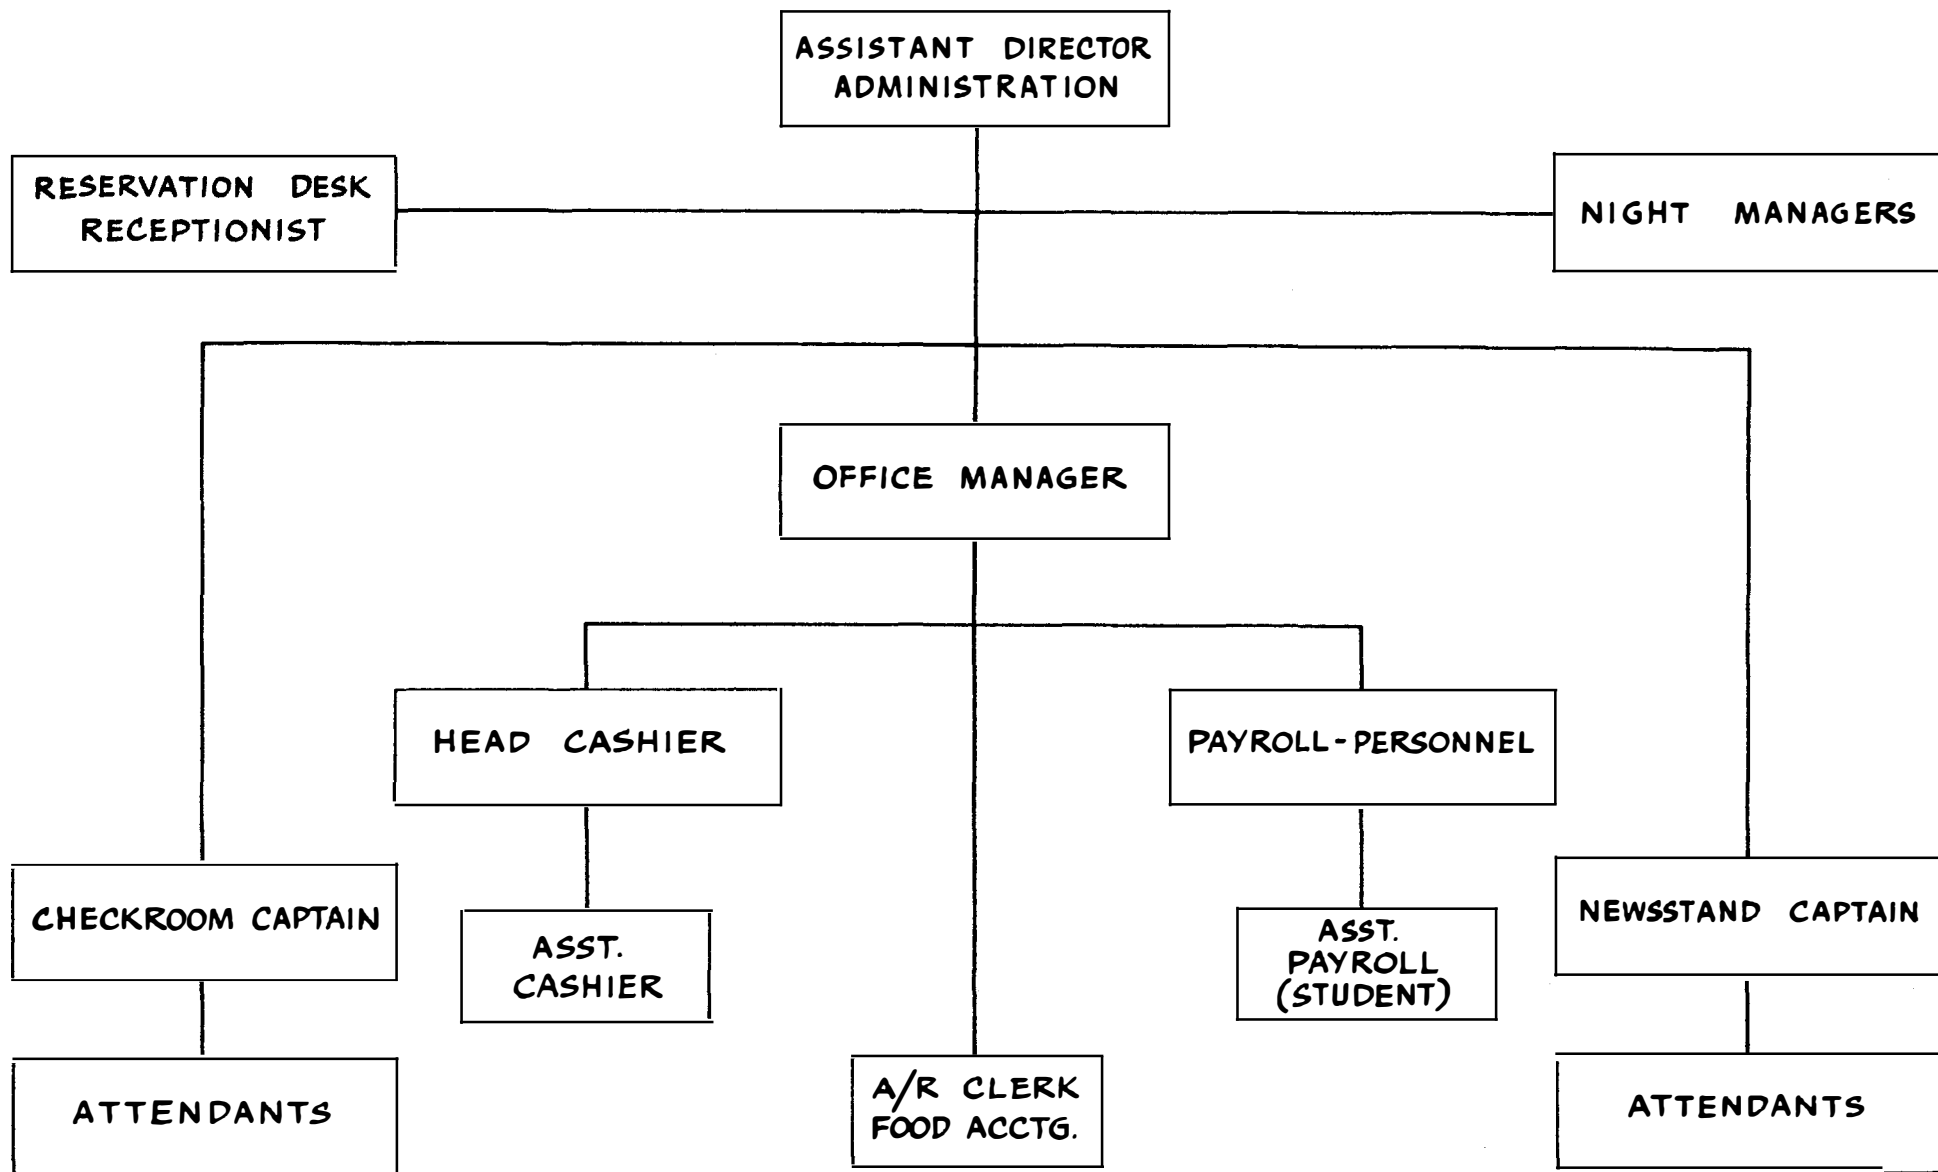 ASSISTANT DIRECTOR
ADMINISTRATION
RESERVATION DESK
RECEPTIONIST
NIGHT MANAGERS
OFFICE MANAGER
HEAD CASHIER
PAYROLL-PERSONNEL
CHECKROOM CAPTAIN
ASST.
CASHIER
ASST.
PAYROLL
(STUDENT)
NEWSSTAND CAPTAIN
ATTENDANTS
A/R CLERK
FOOD ACCTG.
ATTENDANTS